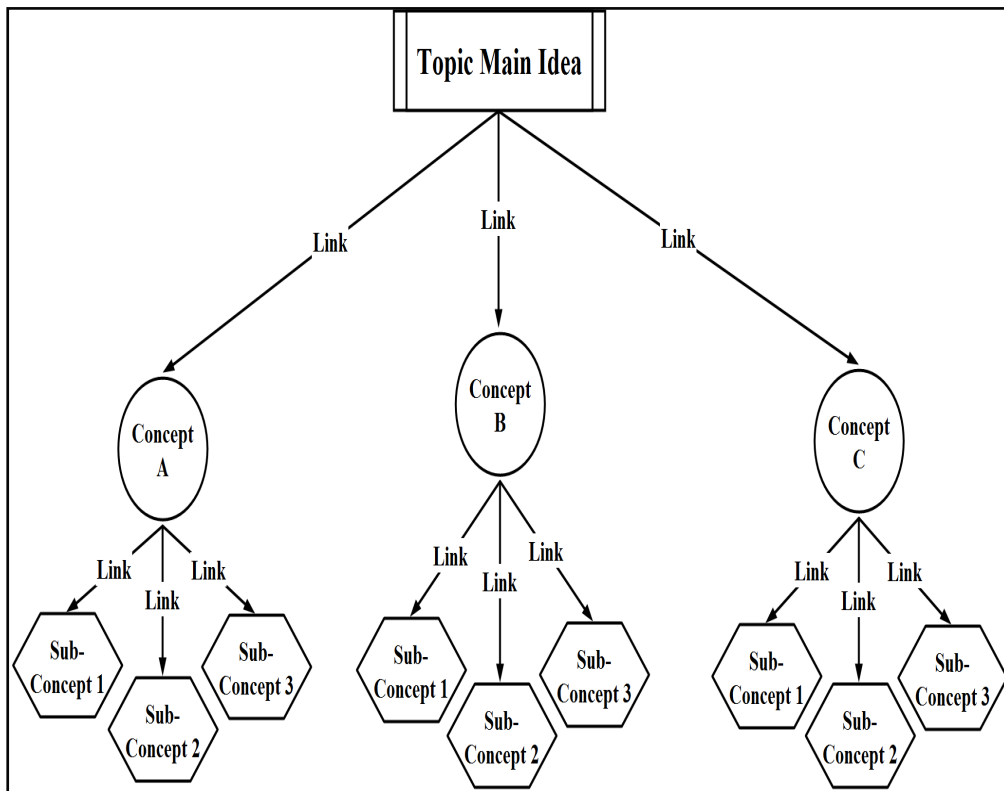 Topic Main Idea
Link
Link
Link
Concept
A
Concept
B
Concept
C
Link
Link
Link
Link
Link
Link
Link
Link
Link
Sub-
Concept 1
Sub-
Concept 2
Sub-
Concept 3
Sub-
Concept 1
Sub-
Concept 2
Sub-
Concept 3
Sub-
Concept 1
Sub-
Concept 2
Sub-
Concept 3